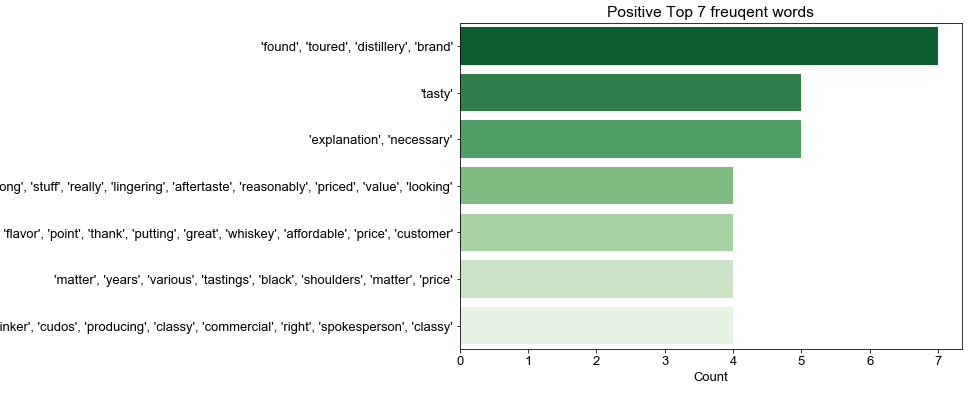 Positive Top 7 freuqent words
'found', 'toured', 'distillery', 'brand'
'tasty'
'explanation', 'necessary'
ong', 'stuff', 'really', 'lingering', 'aftertaste', 'reasonably', 'priced', 'value', 'looking'
'flavor', 'point', 'thank', 'putting', 'great', 'whiskey', 'affordable', 'price', 'customer'
'matter', 'years', 'various', 'tastings', 'black', 'shoulders', 'matter', 'price'
inker', 'cudos', 'producing', 'classy', 'commercial', 'right', 'spokesperson', 'classy'
0 1 2 3 4 5 6 7
Count